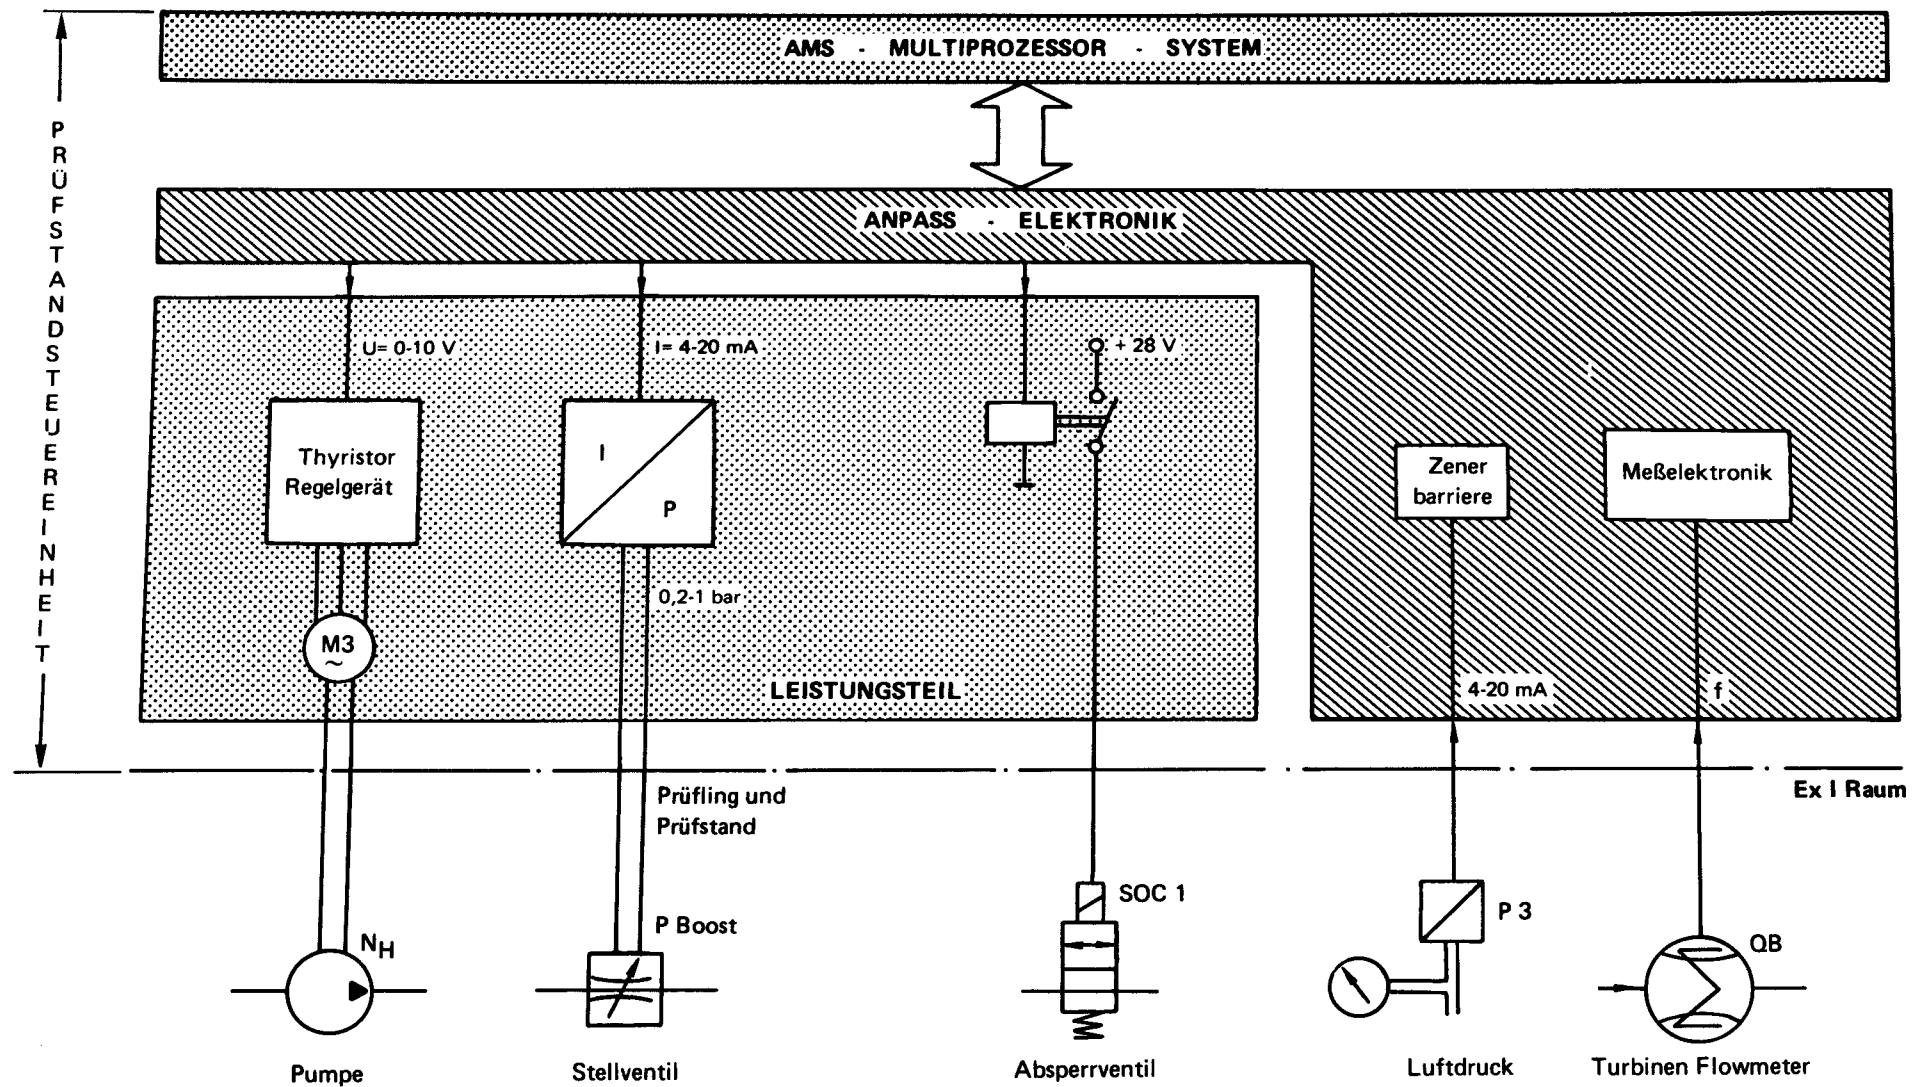 AMS - MULTIPROZESSOR - SYSTEM
PRÜFSTANDSTEUEREINHEIT
ANPASS - ELEKTRONIK
U= 0-10 V
I= 4-20 mA
+ 28 V
Thyristor
Regelgerät
I
P
Zener
barriere
Meßelektronik
0,2-1 bar
M3
~
LEISTUNGSTEIL
4-20 mA
f
Prüfling und
Prüfstand
Ex I Raum
SOC 1
P 3
P Boost
NH
QB
Pumpe
Stellventil
Absperrventil
Luftdruck
Turbinen Flowmeter